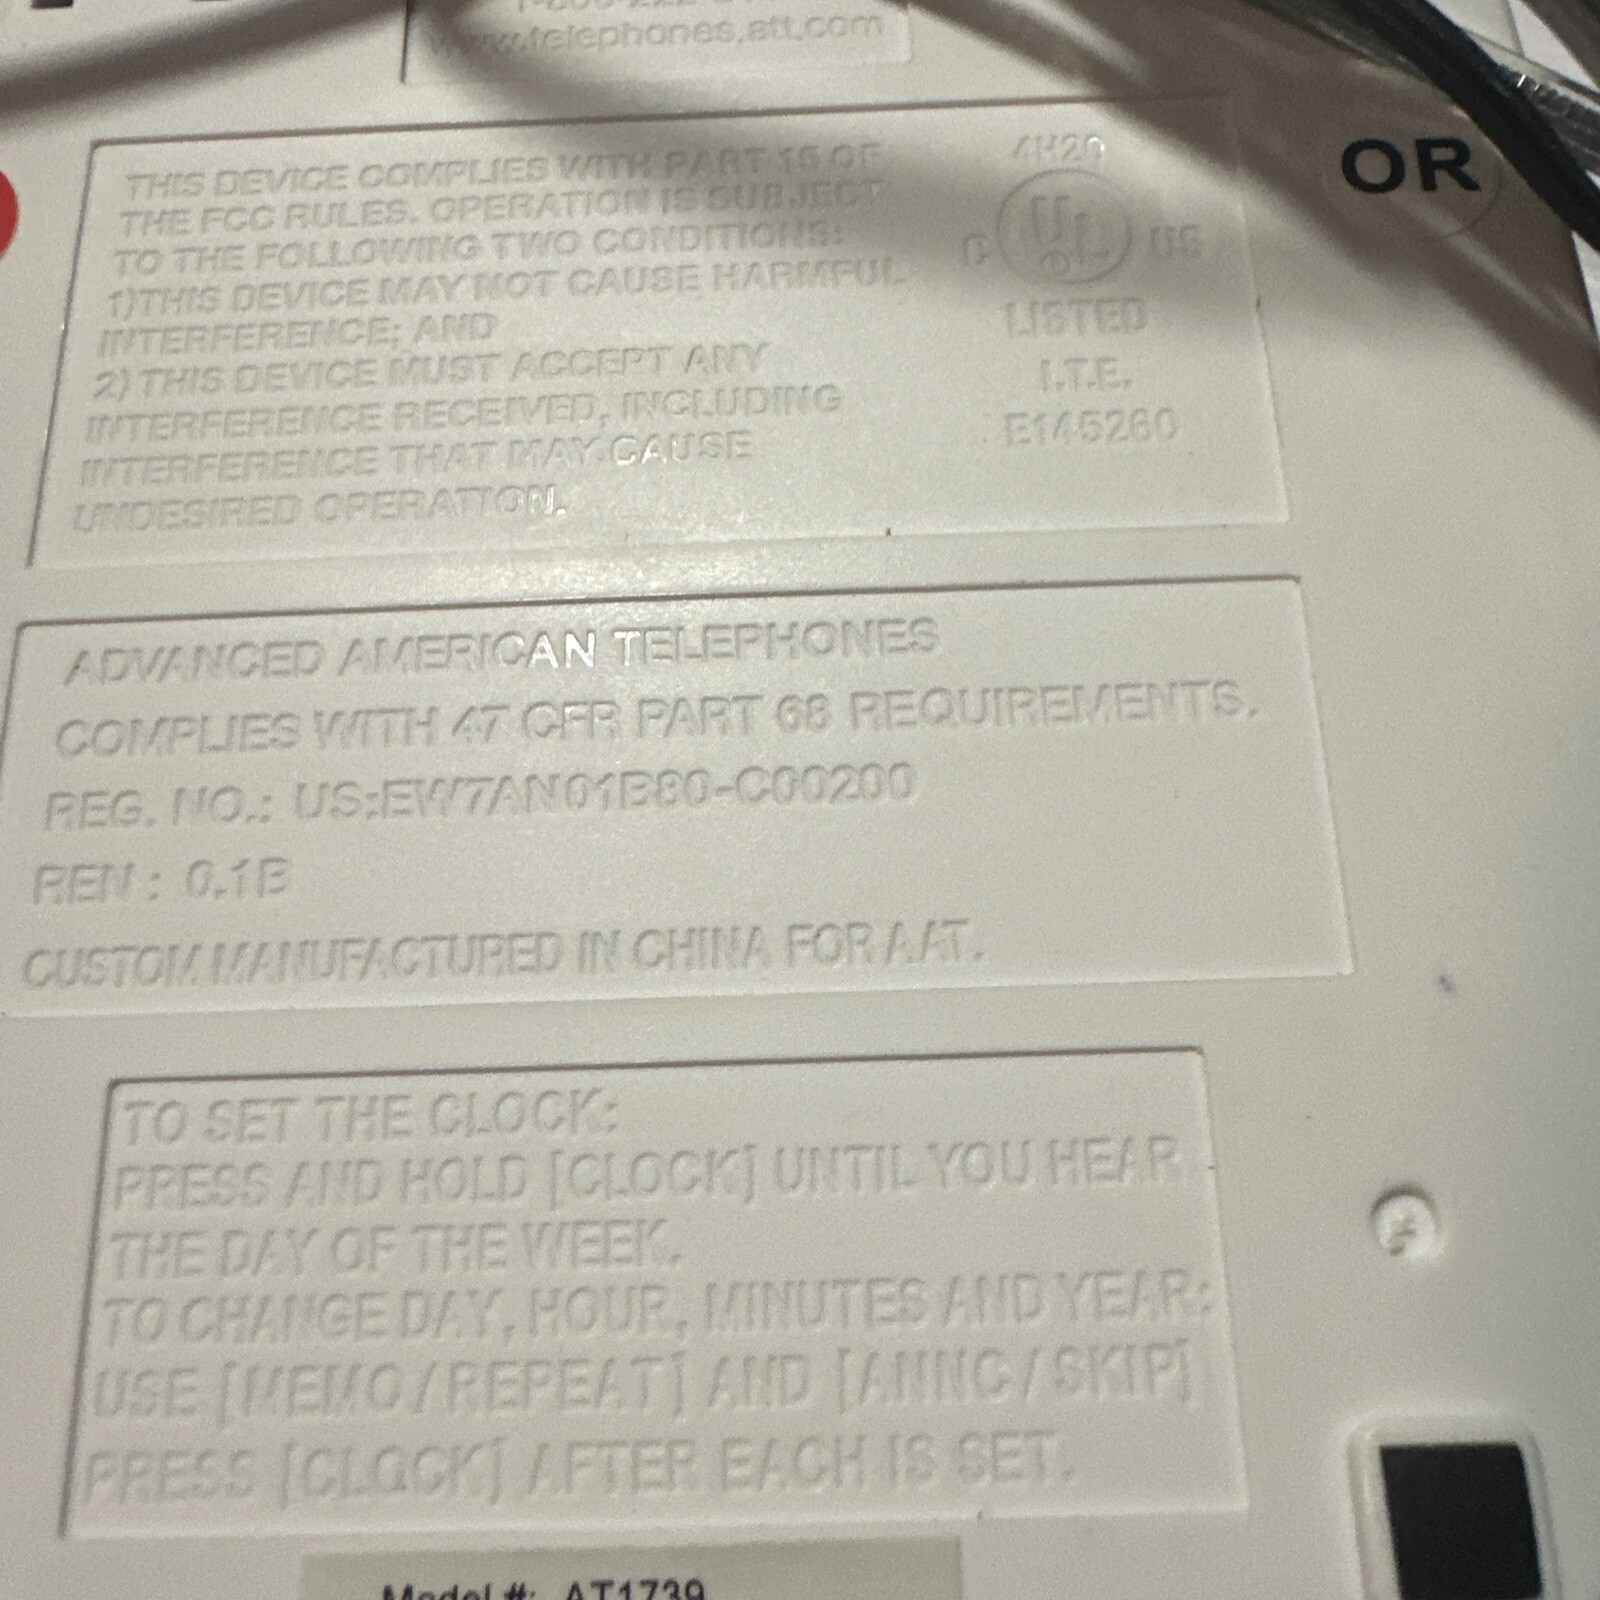 www.telephones.att.com
THIS DEVICE COMPLIES WITH PART 15 OF
THE FCC RULES. OPERATION IS SUBJECT
TO THE FOLLOWING TWO CONDITIONS:
1)THIS DEVICE MAY NOT CAUSE HARMFUL
INTERFERENCE; AND
2) THIS DEVICE MUST ACCEPT ANY
INTERFERENCE RECEIVED, INCLUDING
INTERFERENCE THAT MAY CAUSE
UNDESIRED OPERATION.
4H20
C UL US
LISTED
I.T.E.
E145260
OR
ADVANCED AMERICAN TELEPHONES
COMPLIES WITH 47 CFR PART 68 REQUIREMENTS.
REG. NO.: US:EW7AN01B80-C00200
REN : 0.1B
CUSTOM MANUFACTURED IN CHINA FOR AAT.
TO SET THE CLOCK:
PRESS AND HOLD [CLOCK] UNTIL YOU HEAR
THE DAY OF THE WEEK.
TO CHANGE DAY, HOUR, MINUTES AND YEAR:
USE [MEMO/REPEAT] AND [ANNC/SKIP]
PRESS [CLOCK] AFTER EACH IS SET.
Model #: AT1739